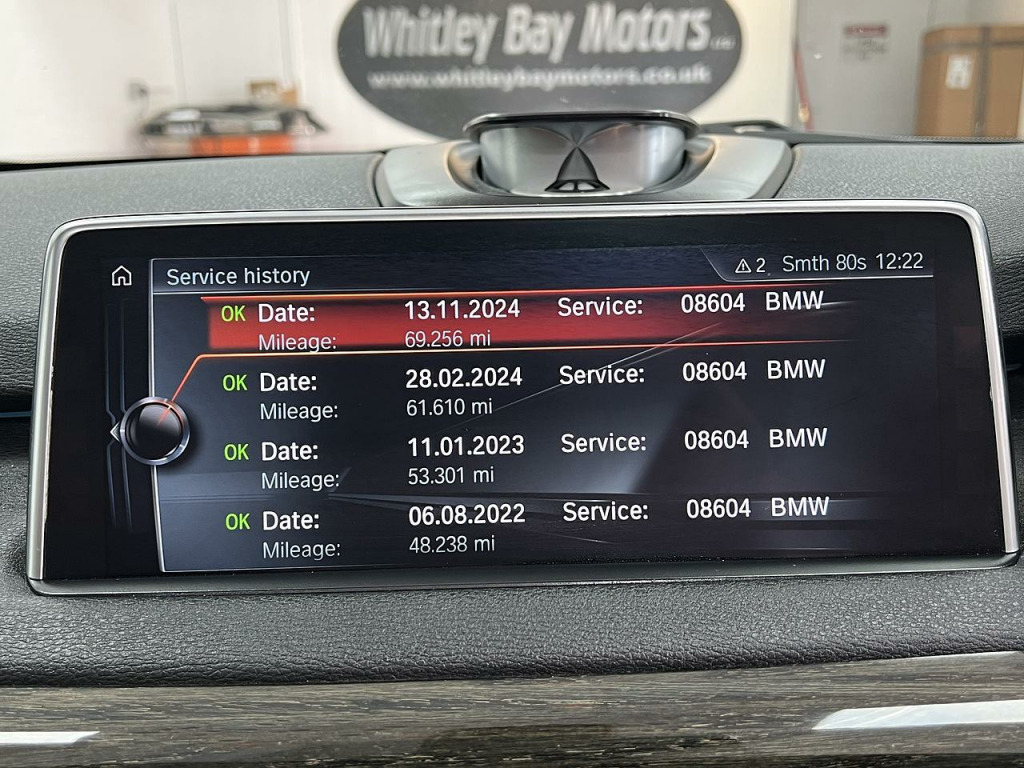 Whitley Bay Motors
www.whitleybaymotors.co.uk
Service history
2 Smth 80s 12:22
OK Date: 13.11.2024 Service: 08604 BMW
Mileage: 69.256 mi
OK Date: 28.02.2024 Service: 08604 BMW
Mileage: 61.610 mi
OK Date: 11.01.2023 Service: 08604 BMW
Mileage: 53.301 mi
OK Date: 06.08.2022 Service: 08604 BMW
Mileage: 48.238 mi